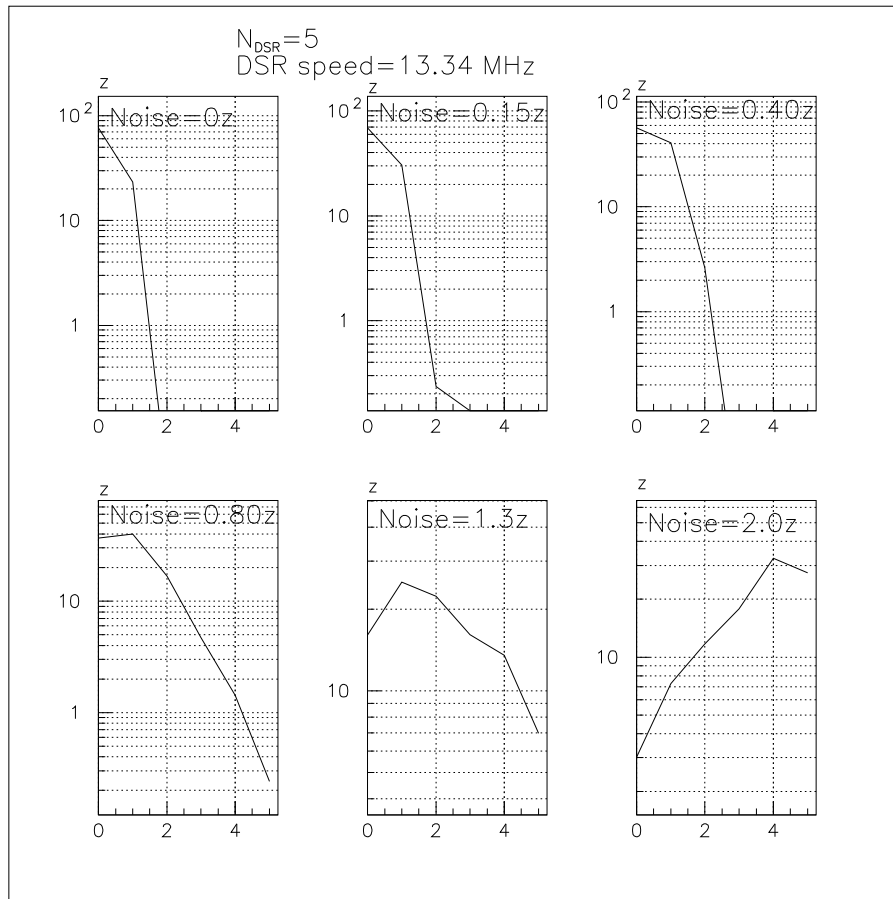 N_DSR=5
DSR speed=13.34 MHz
z z z
Noise=0z Noise=0.15z Noise=0.40z
10^2 10^2 10^2
10 10 10
1 1 1
0 2 4 0 2 4 0 2 4
z z z
Noise=0.80z Noise=1.3z Noise=2.0z
10 10 10
1
0 2 4 0 2 4 0 2 4